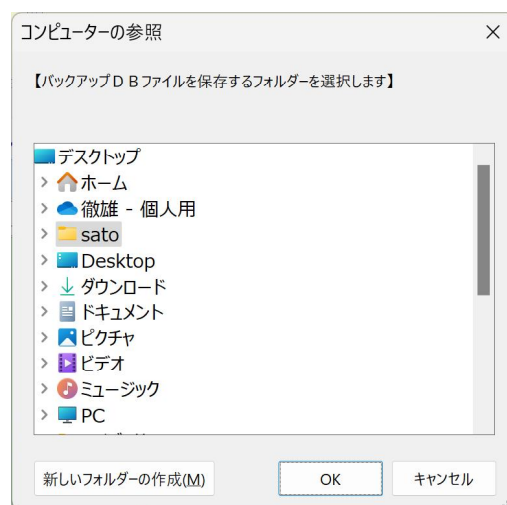 コンピューターの参照
【バックアップＤＢファイルを保存するフォルダーを選択します】
デスクトップ
ホーム
徹雄 - 個人用
sato
Desktop
ダウンロード
ドキュメント
ピクチャ
ビデオ
ミュージック
PC
新しいフォルダーの作成(M)
OK
キャンセル